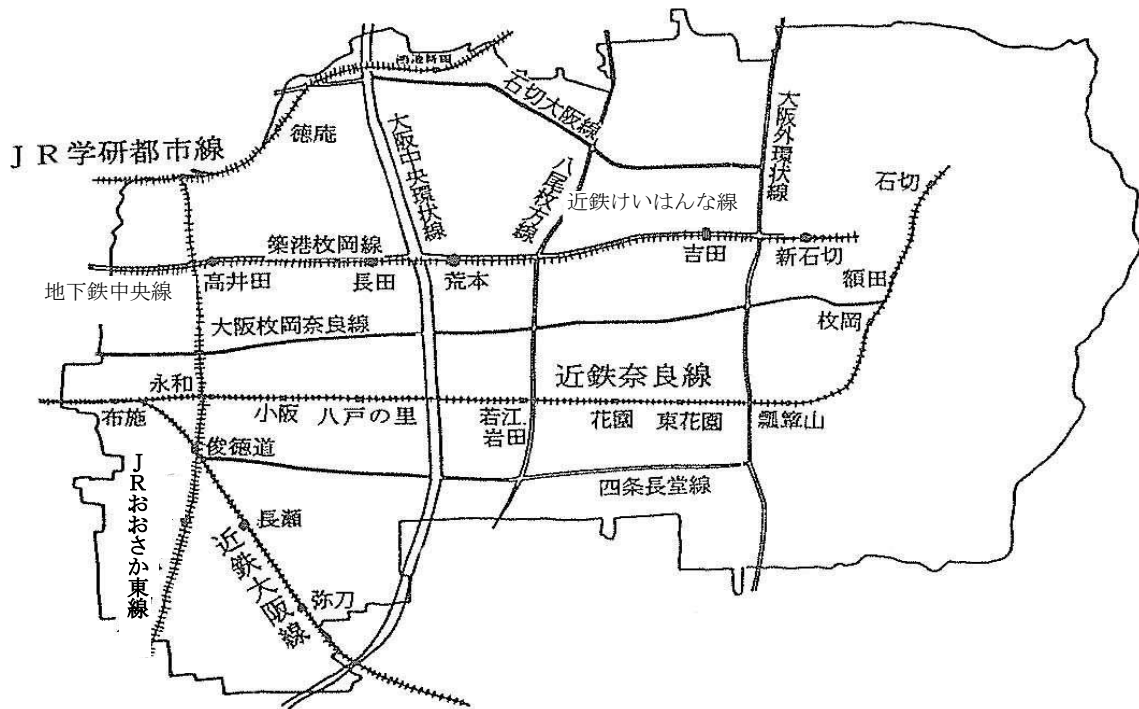 鴻池新田
石切大阪線
徳庵
大阪中央環状線
大阪外環状線
JR学研都市線
八尾枚方線
石切
近鉄けいはんな線
築港枚岡線
吉田
新石切
高井田
長田
荒本
地下鉄中央線
額田
枚岡
大阪枚岡奈良線
近鉄奈良線
永和
布施
小阪
八戸の里
若江
岩田
花園
東花園
瓢箪山
俊徳道
JRおおさか東線
四条長堂線
長瀬
近鉄大阪線
弥刀